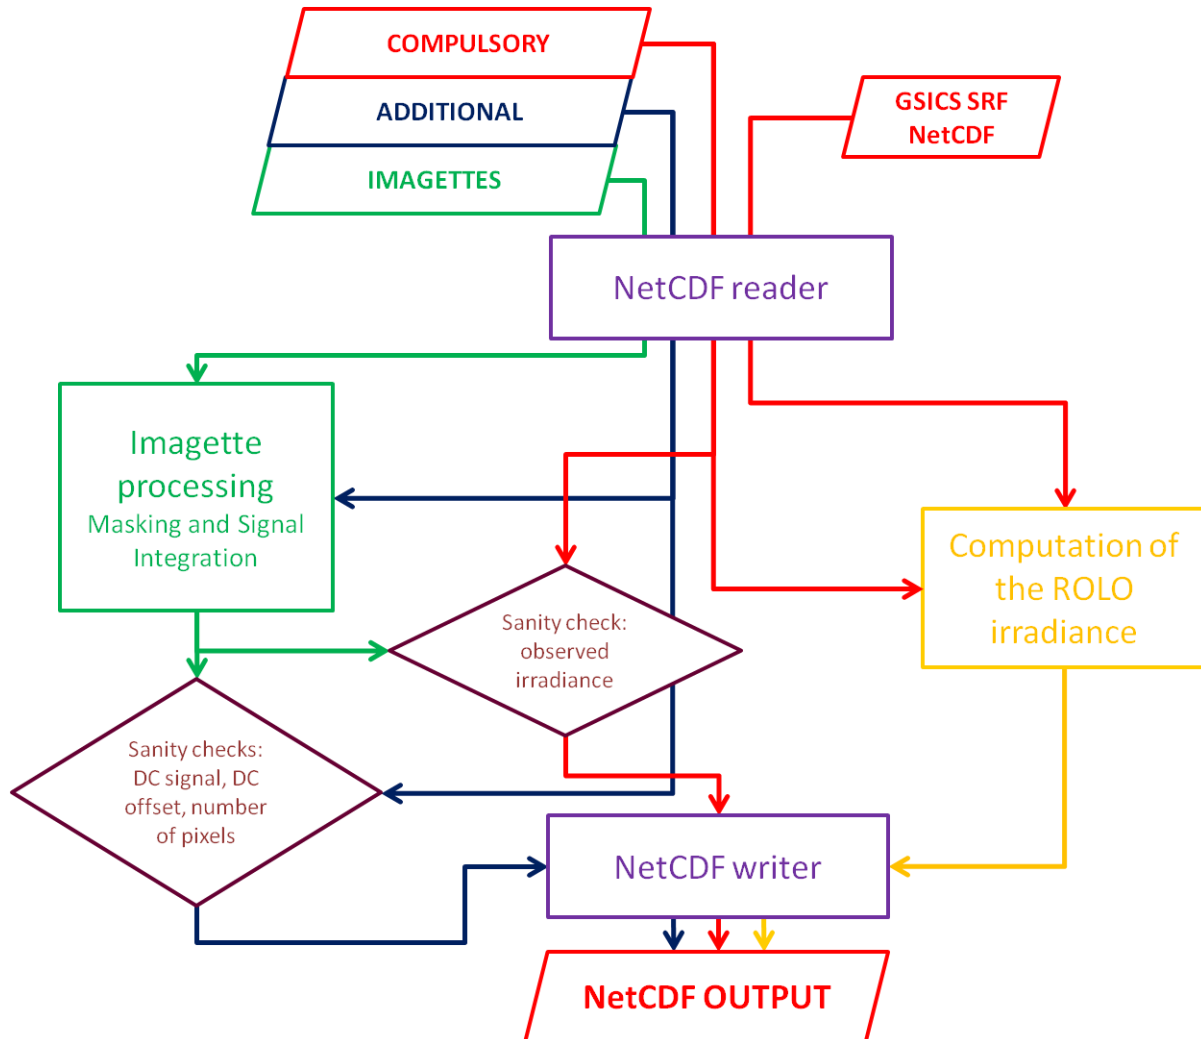 COMPULSORY
ADDITIONAL
IMAGETTES
GSICS SRF
NetCDF
NetCDF reader
Imagette
processing
Masking and Signal
Integration
Computation of
the ROLO
irradiance
Sanity check:
observed
irradiance
Sanity checks:
DC signal, DC
offset, number
of pixels
NetCDF writer
NetCDF OUTPUT